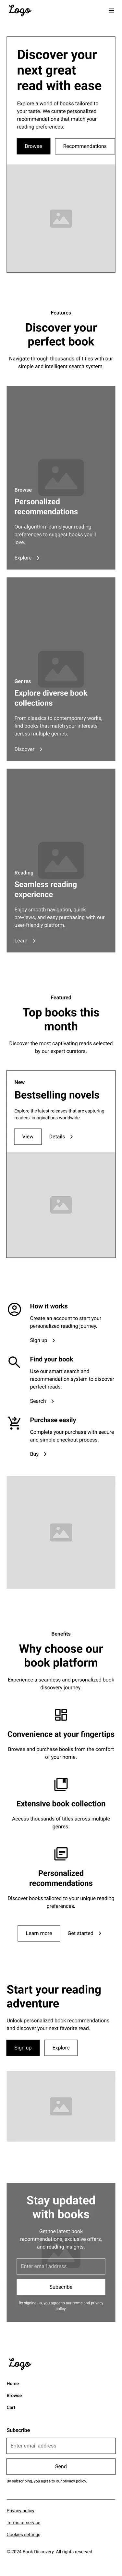 Logo
Discover your
next great
read with ease
Explore a world of books tailored
to your taste. We curate personalized
recommendations that match your
reading preferences.
Browse
Recommendations
Features
Discover your
perfect book
Navigate through thousands of titles with our
simple and intelligent search system.
Browse
Personalized
recommendations
Our algorithm learns your reading
preferences to suggest books you'll
love.
Explore
Genres
Explore diverse book
collections
From classics to contemporary works,
find books that match your interests
across multiple genres.
Discover
Reading
Seamless reading
experience
Enjoy smooth navigation, quick
previews, and easy purchasing with our
user-friendly platform.
Learn
Featured
Top books this
month
Discover the most captivating reads selected
by our expert curators.
New
Bestselling novels
Explore the latest releases that are capturing
readers' imaginations worldwide.
View
Details
How it works
Create an account to start your
personalized reading journey.
Sign up
Find your book
Use our smart search and
recommendation system to discover
perfect reads.
Search
Purchase easily
Complete your purchase with secure
and simple checkout process.
Buy
Benefits
Why choose our
book platform
Experience a seamless and personalized book
discovery journey.
Convenience at your fingertips
Browse and purchase books from the comfort
of your home.
Extensive book collection
Access thousands of titles across multiple
genres.
Personalized
recommendations
Discover books tailored to your unique reading
preferences.
Learn more
Get started
Start your reading
adventure
Unlock personalized book recommendations
and discover your next favorite read.
Sign up
Explore
Stay updated
with books
Get the latest book
recommendations, exclusive offers,
and reading insights.
Enter email address
Subscribe
By signing up, you agree to our terms and privacy
policy.
Logo
Home
Browse
Cart
Subscribe
Enter email address
Send
By subscribing, you agree to our privacy policy.
Privacy policy
Terms of service
Cookies settings
© 2024 Book Discovery. All rights reserved.